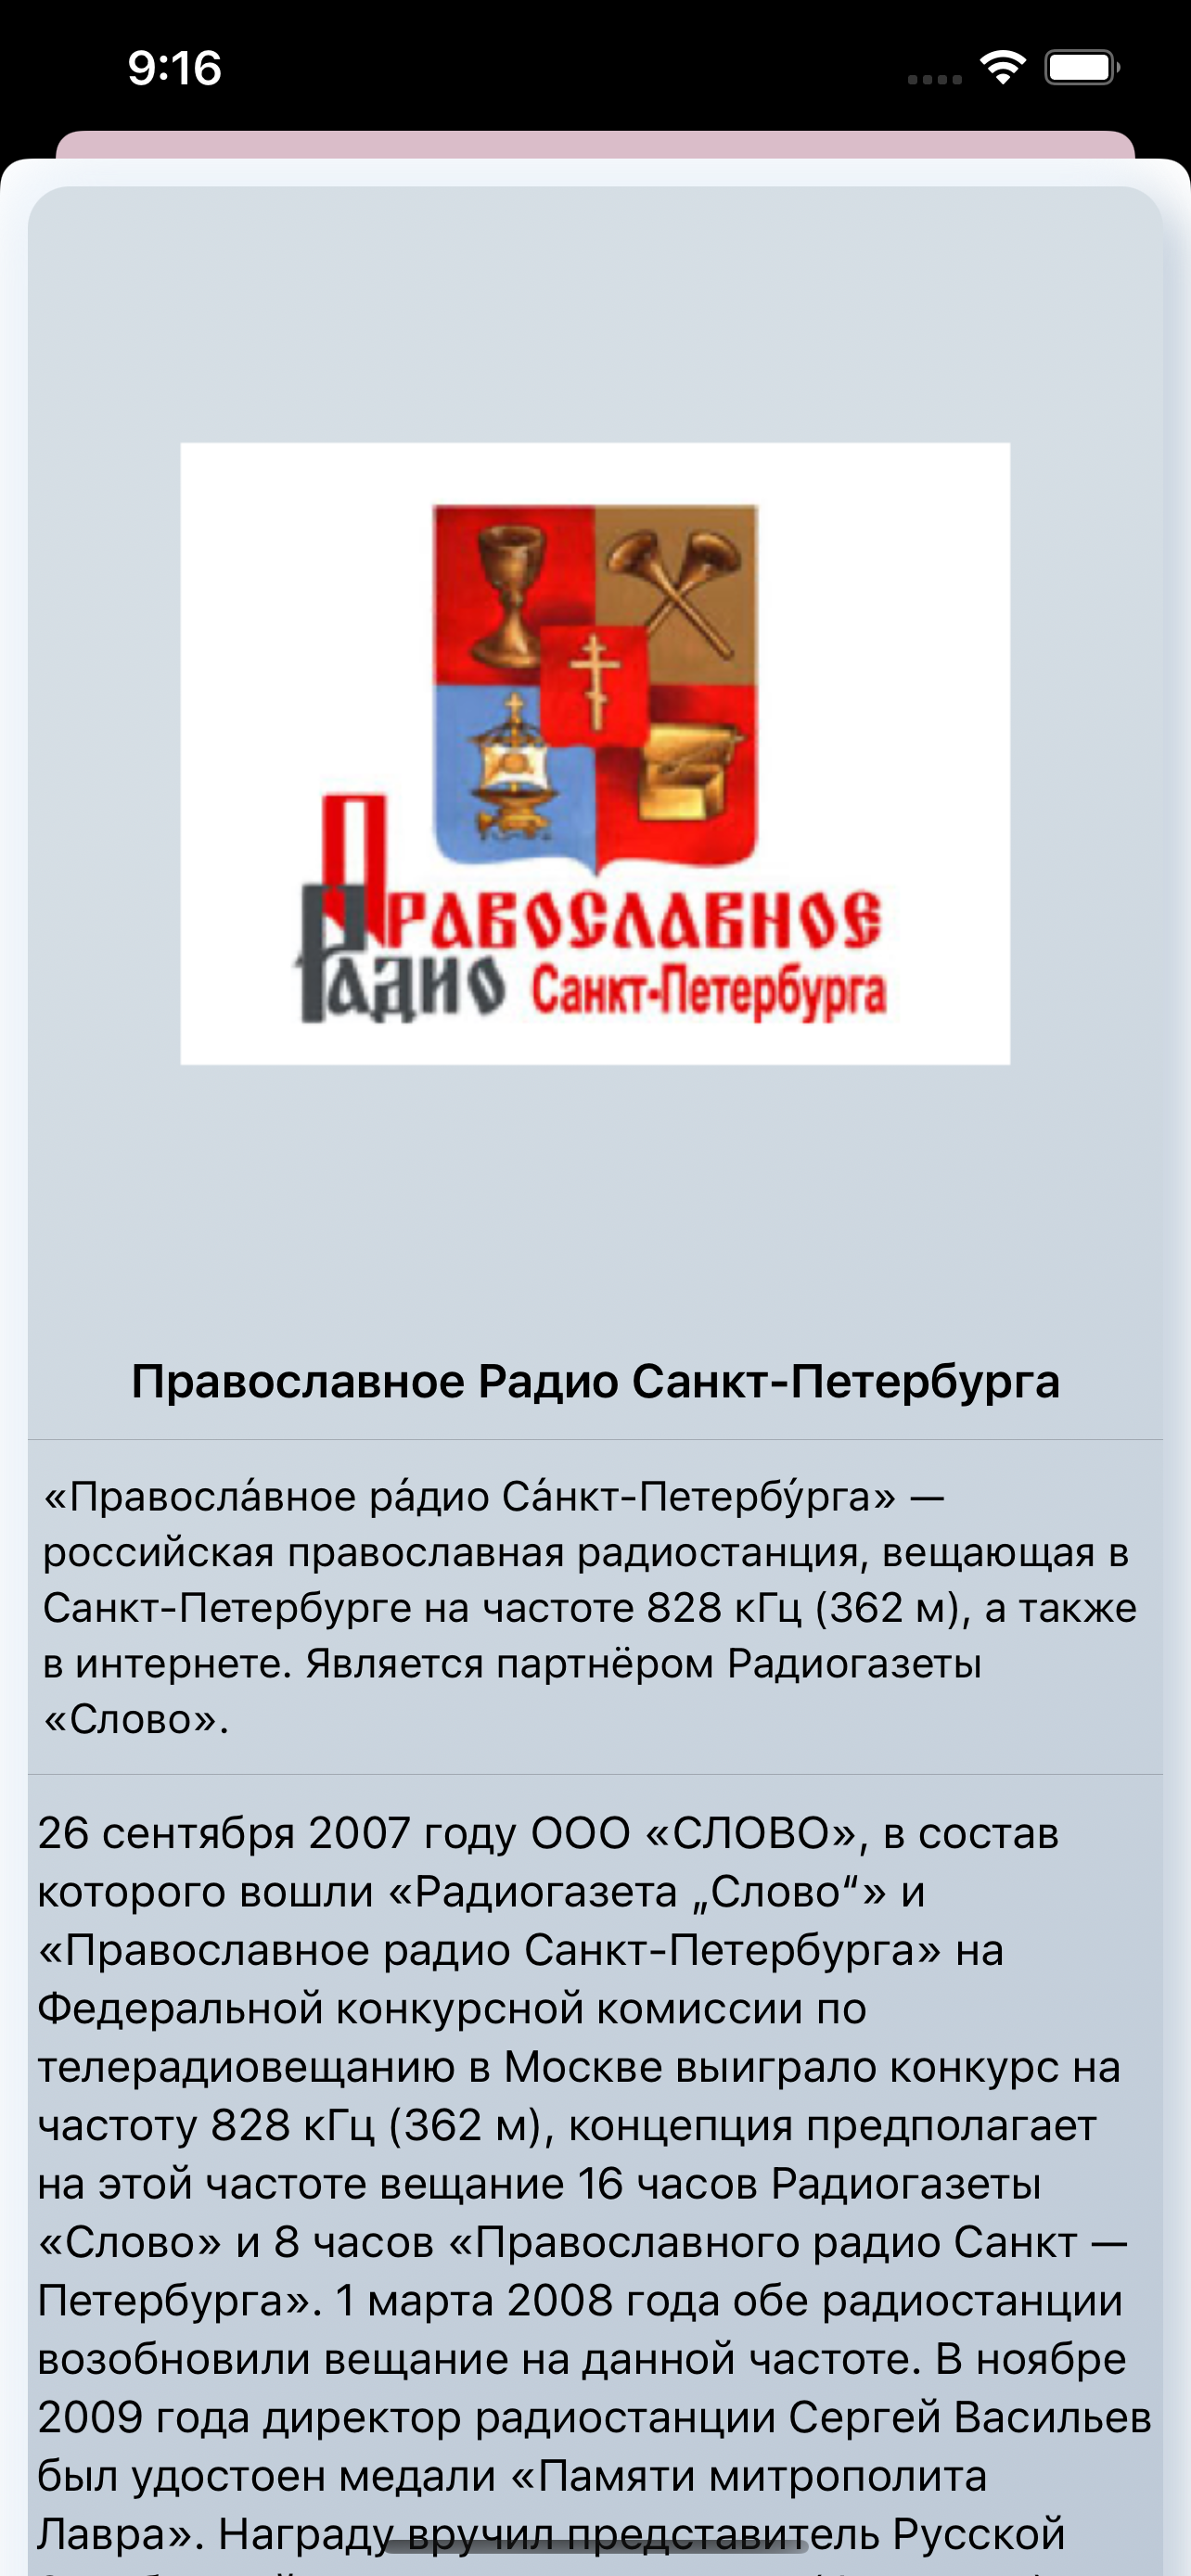 9:16
Православное
Радио Санкт-Петербурга
Православное Радио Санкт-Петербурга
«Правосла́вное ра́дио Са́нкт-Петербу́рга» —
российская православная радиостанция, вещающая в
Санкт-Петербурге на частоте 828 кГц (362 м), а также
в интернете. Является партнёром Радиогазеты
«Слово».
26 сентября 2007 году ООО «СЛОВО», в состав
которого вошли «Радиогазета „Слово“» и
«Православное радио Санкт-Петербурга» на
Федеральной конкурсной комиссии по
телерадиовещанию в Москве выиграло конкурс на
частоту 828 кГц (362 м), концепция предполагает
на этой частоте вещание 16 часов Радиогазеты
«Слово» и 8 часов «Православного радио Санкт —
Петербурга». 1 марта 2008 года обе радиостанции
возобновили вещание на данной частоте. В ноябре
2009 года директор радиостанции Сергей Васильев
был удостоен медали «Памяти митрополита
Лавра». Награду вручил представитель Русской